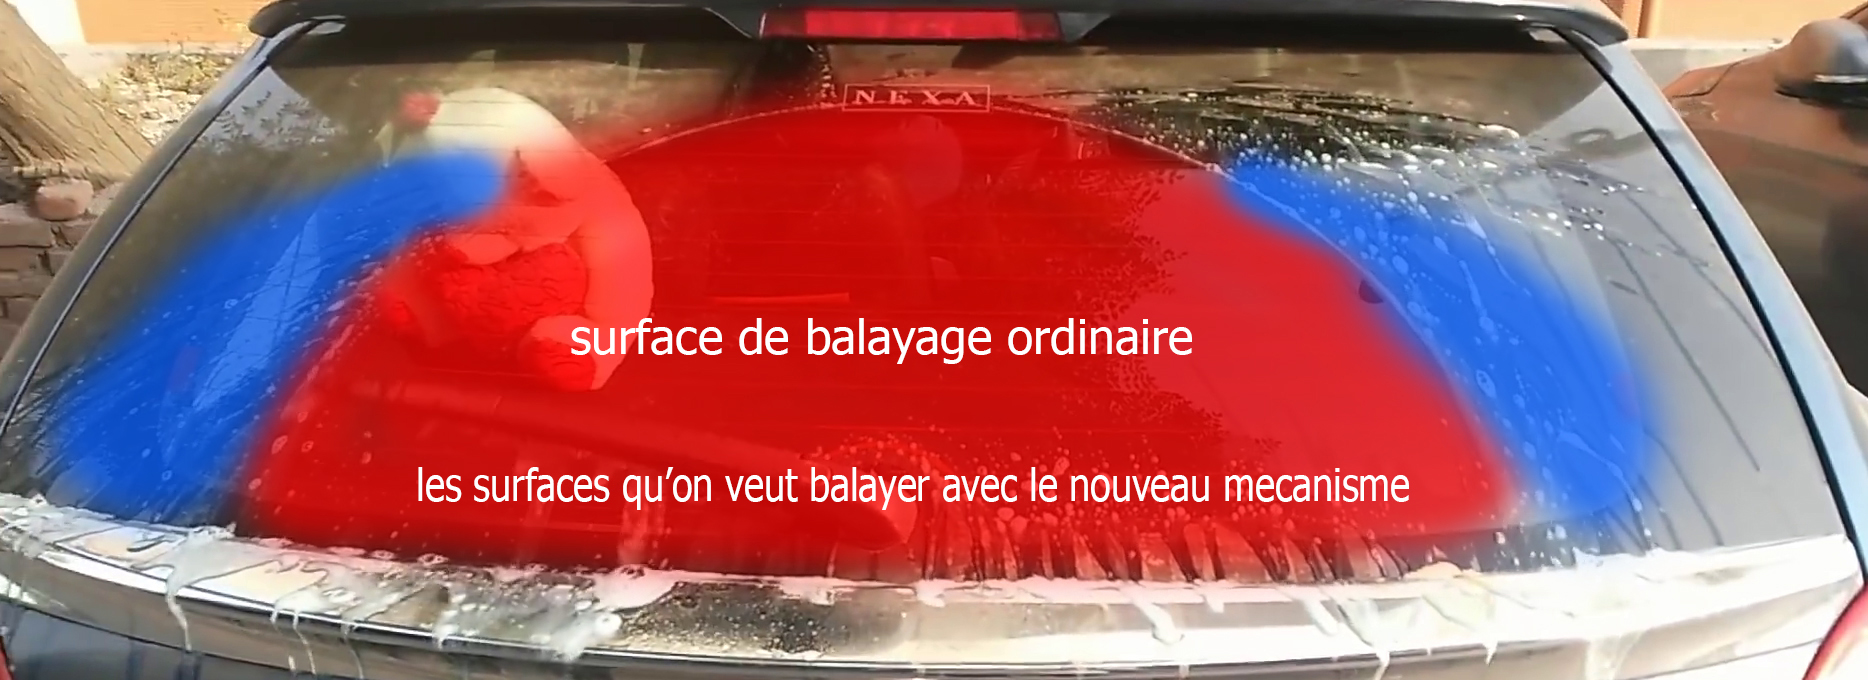 NEXA
surface de balayage ordinaire
les surfaces qu’on veut balayer avec le nouveau mecanisme